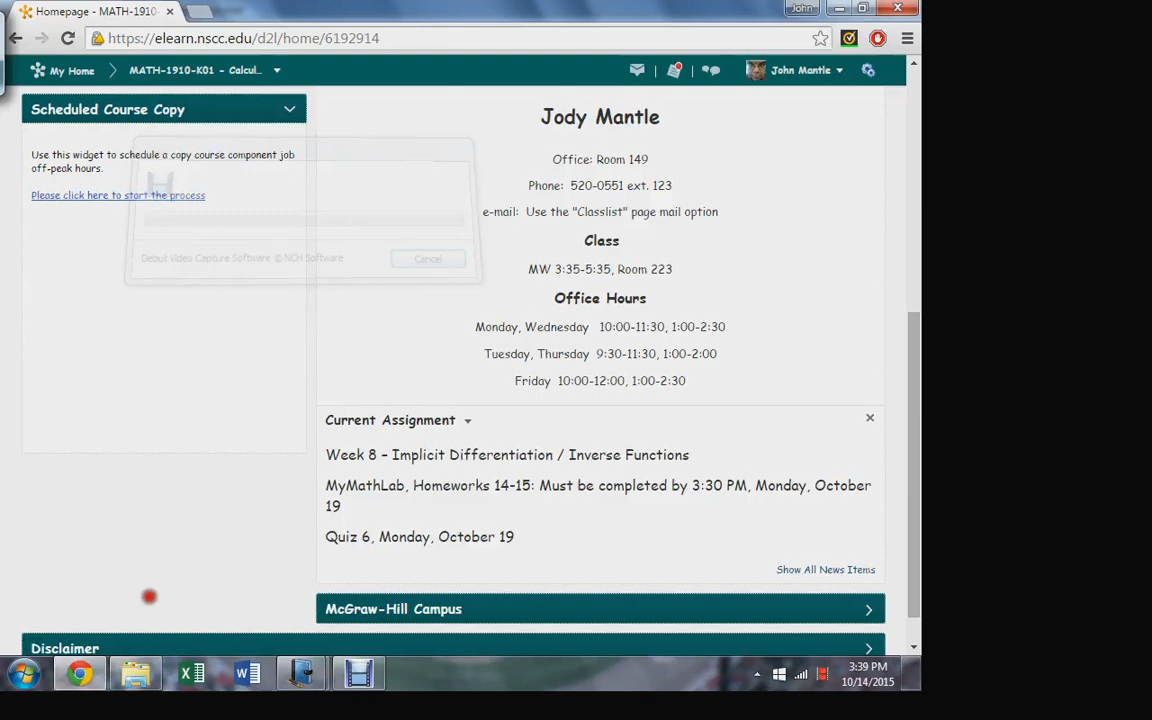 John
Homepage - MATH-1910-
https://elearn.nscc.edu/d2l/home/6192914
My Home
MATH-1910-K01 - Calcul...
John Mantle
Scheduled Course Copy
Use this widget to schedule a copy course component job
off-peak hours.
Please click here to start the process
Debut Video Capture Software © NCH Software
Cancel
Jody Mantle
Office: Room 149
Phone: 520-0551 ext. 123
e-mail: Use the "Classlist" page mail option
Class
MW 3:35-5:35, Room 223
Office Hours
Monday, Wednesday 10:00-11:30, 1:00-2:30
Tuesday, Thursday 9:30-11:30, 1:00-2:00
Friday 10:00-12:00, 1:00-2:30
Current Assignment
Week 8 – Implicit Differentiation / Inverse Functions
MyMathLab, Homeworks 14-15: Must be completed by 3:30 PM, Monday, October
19
Quiz 6, Monday, October 19
Show All News Items
McGraw-Hill Campus
Disclaimer
3:39 PM
10/14/2015